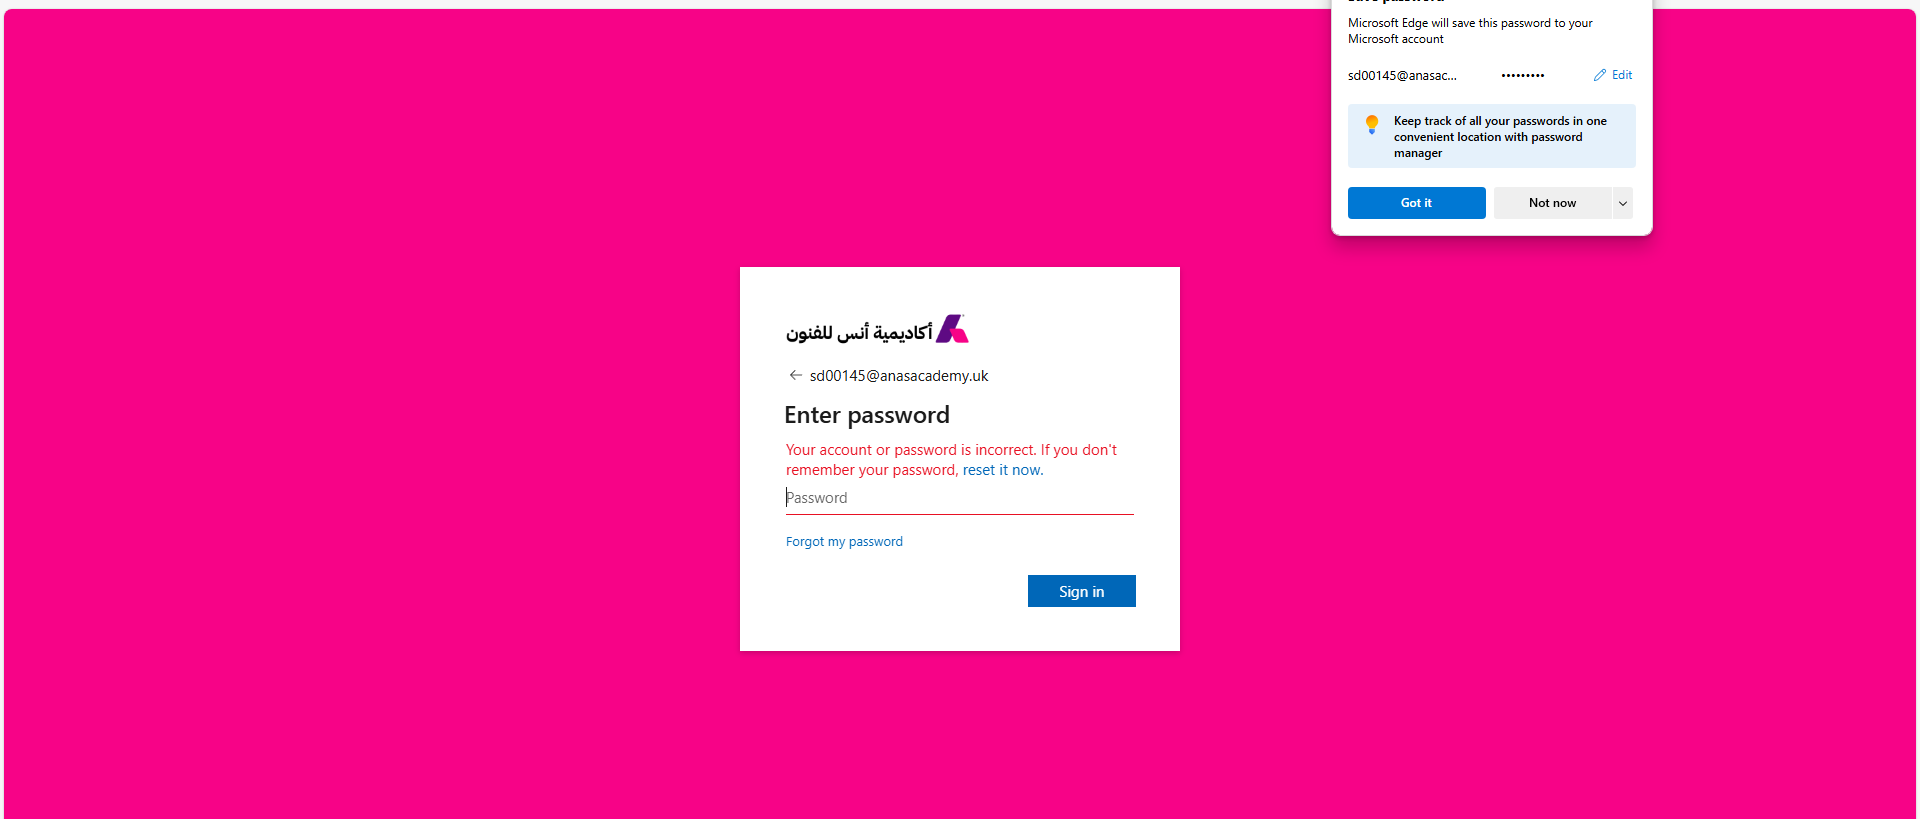 Microsoft Edge will save this password to your
Microsoft account
sd00145@anasac...
•••••••••
Edit
Keep track of all your passwords in one
convenient location with password
manager
Got it
Not now
أكاديمية أنس للفنون
sd00145@anasacademy.uk
Enter password
Your account or password is incorrect. If you don't
remember your password, reset it now.
Password
Forgot my password
Sign in